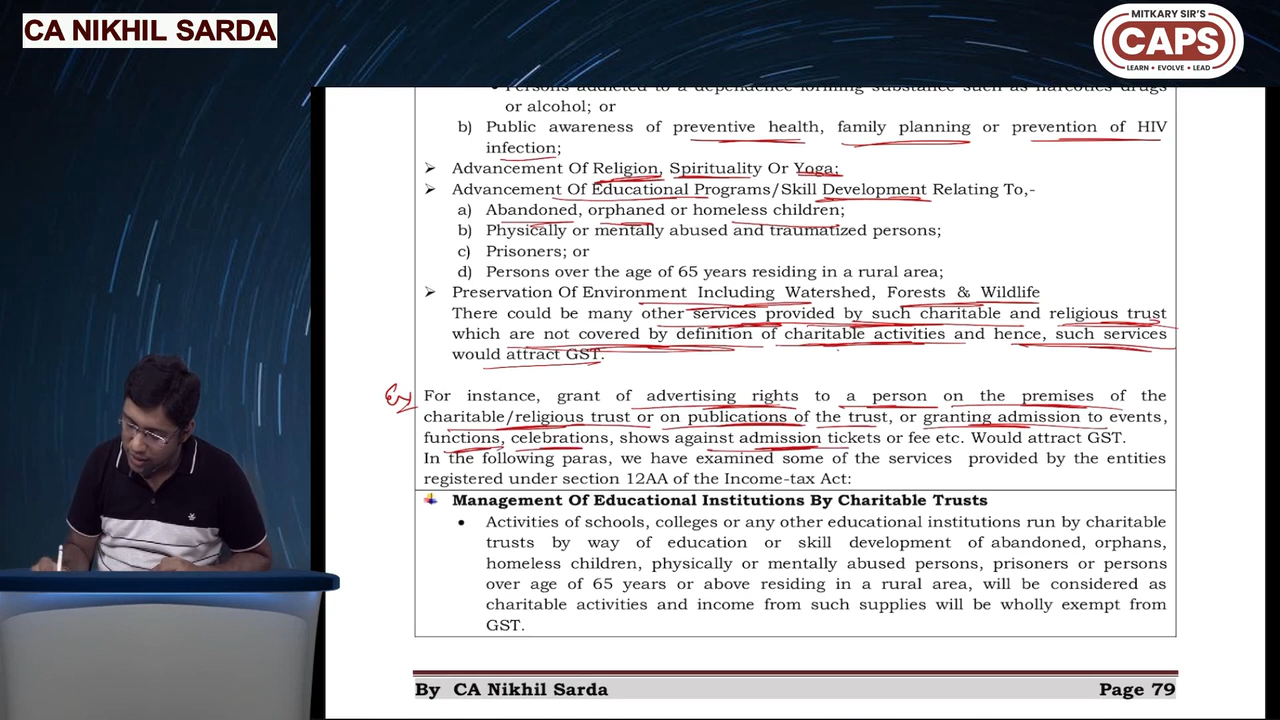 CA NIKHIL SARDA
MITKARY SIR'S
CAPS
LEARN • EVOLVE • LEAD
Persons addicted to a dependence forming substance such as narcotics drugs
or alcohol; or
b) Public awareness of preventive health, family planning or prevention of HIV
infection;
➢ Advancement Of Religion, Spirituality Or Yoga;
➢ Advancement Of Educational Programs/Skill Development Relating To,-
a) Abandoned, orphaned or homeless children;
b) Physically or mentally abused and traumatized persons;
c) Prisoners; or
d) Persons over the age of 65 years residing in a rural area;
➢ Preservation Of Environment Including Watershed, Forests & Wildlife
There could be many other services provided by such charitable and religious trust
which are not covered by definition of charitable activities and hence, such services
would attract GST.
Ex
For instance, grant of advertising rights to a person on the premises of the
charitable/religious trust or on publications of the trust, or granting admission to events,
functions, celebrations, shows against admission tickets or fee etc. Would attract GST.
In the following paras, we have examined some of the services provided by the entities
registered under section 12AA of the Income-tax Act:
Management Of Educational Institutions By Charitable Trusts
• Activities of schools, colleges or any other educational institutions run by charitable
trusts by way of education or skill development of abandoned, orphans,
homeless children, physically or mentally abused persons, prisoners or persons
over age of 65 years or above residing in a rural area, will be considered as
charitable activities and income from such supplies will be wholly exempt from
GST.
By CA Nikhil Sarda Page 79